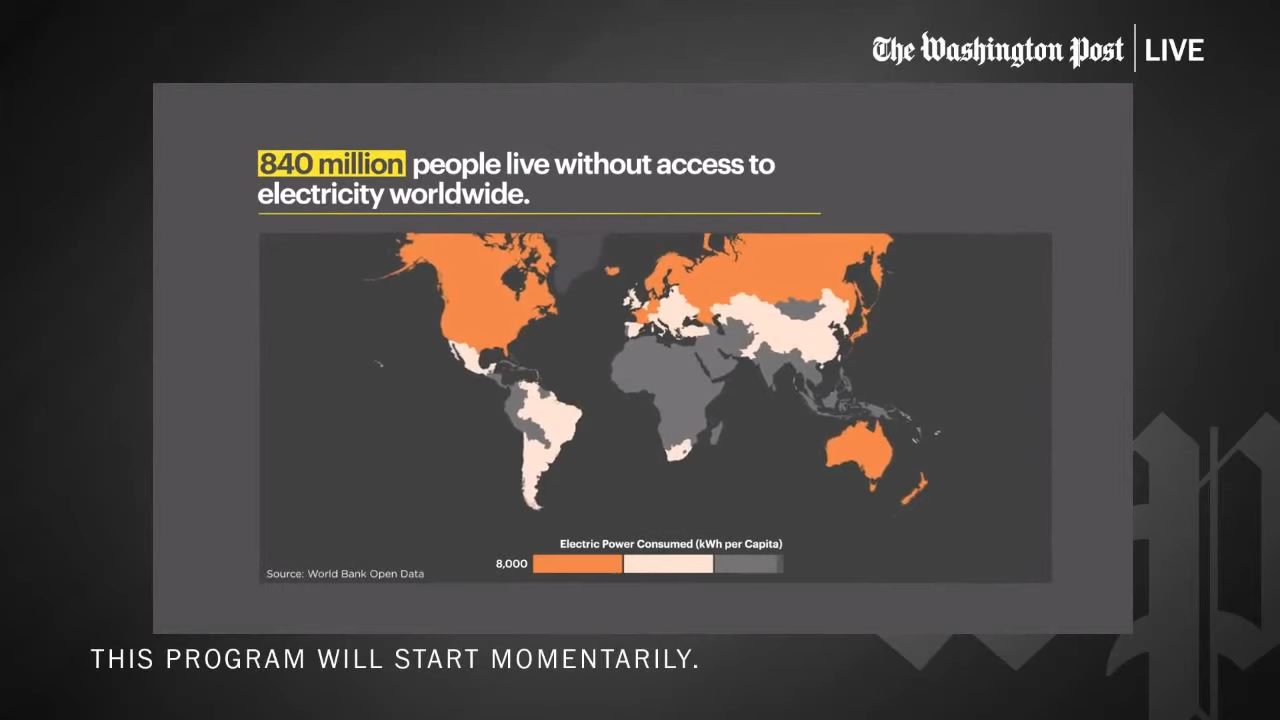 The Washington Post LIVE
840 million people live without access to
electricity worldwide.
Electric Power Consumed (kWh per Capita)
8,000
Source: World Bank Open Data
THIS PROGRAM WILL START MOMENTARILY.